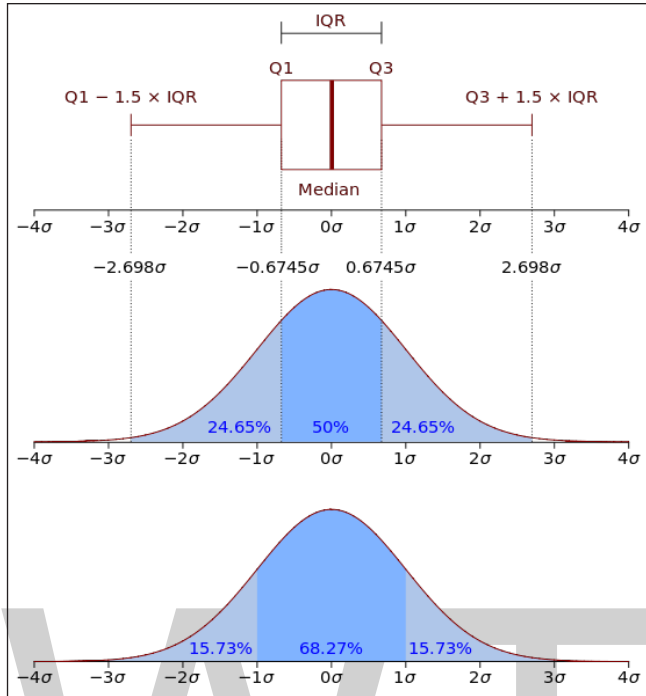 IQR
Q1 Q3
Q1 − 1.5 × IQR Q3 + 1.5 × IQR
Median
−4σ −3σ −2σ −1σ 0σ 1σ 2σ 3σ 4σ
−2.698σ −0.6745σ 0.6745σ 2.698σ
24.65% 50% 24.65%
−4σ −3σ −2σ −1σ 0σ 1σ 2σ 3σ 4σ
15.73% 68.27% 15.73%
−4σ −3σ −2σ −1σ 0σ 1σ 2σ 3σ 4σ